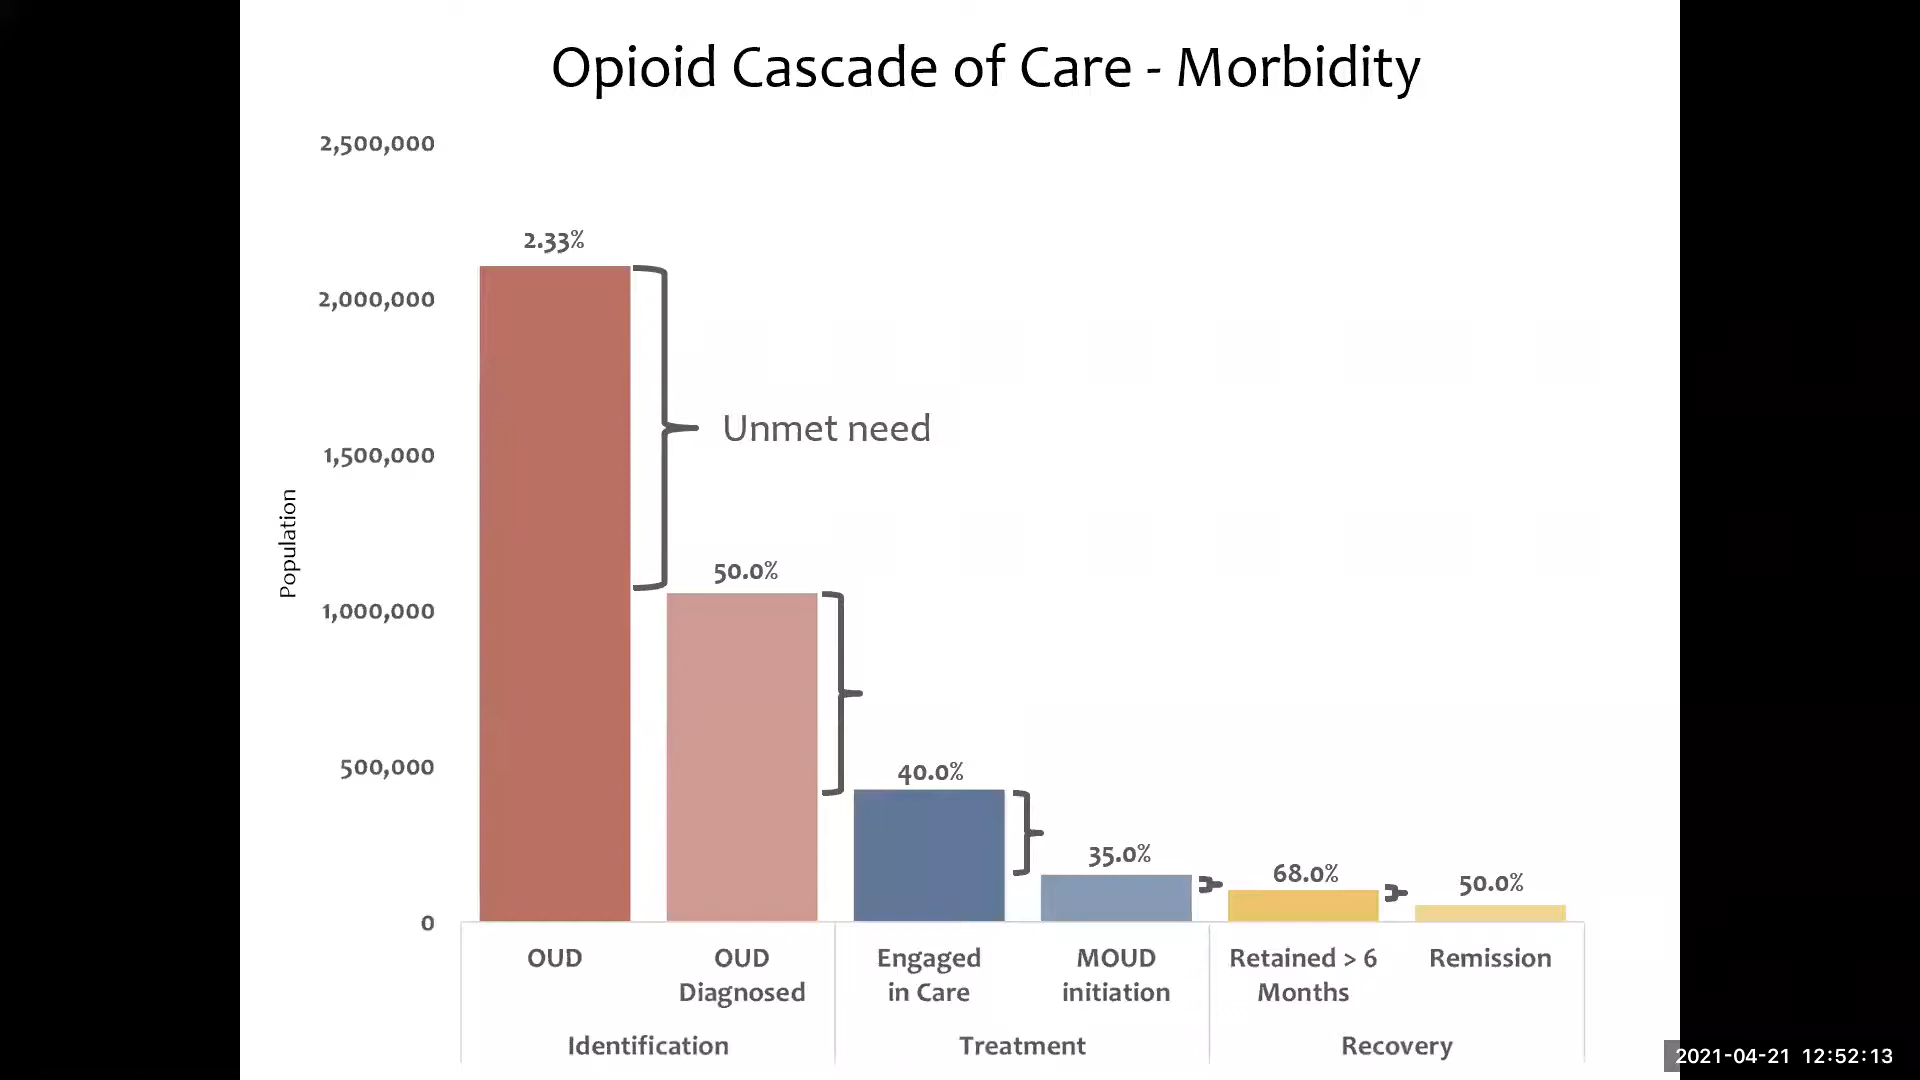 Opioid Cascade of Care - Morbidity
2,500,000
2,000,000
1,500,000
1,000,000
500,000
0
Population
2.33%
50.0%
40.0%
35.0%
68.0%
50.0%
Unmet need
OUD
OUD
Diagnosed
Engaged
in Care
MOUD
initiation
Retained > 6
Months
Remission
Identification
Treatment
Recovery
2021-04-21 12:52:13